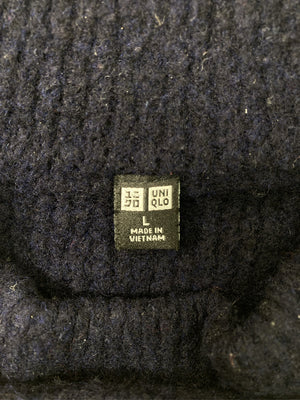 ユニ UNI
クロ QLO
L
MADE IN
VIETNAM